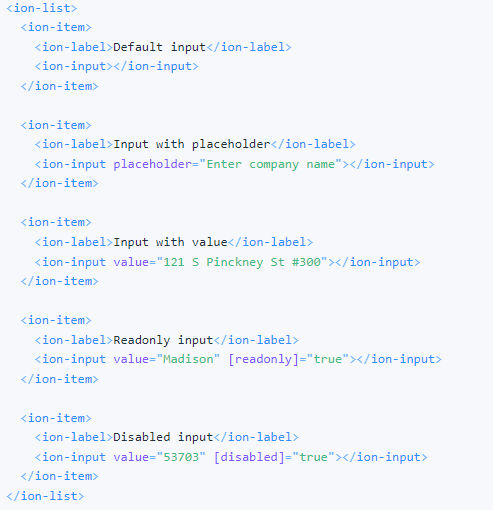 <ion-list>
  <ion-item>
    <ion-label>Default input</ion-label>
    <ion-input></ion-input>
  </ion-item>

  <ion-item>
    <ion-label>Input with placeholder</ion-label>
    <ion-input placeholder="Enter company name"></ion-input>
  </ion-item>

  <ion-item>
    <ion-label>Input with value</ion-label>
    <ion-input value="121 S Pinckney St #300"></ion-input>
  </ion-item>

  <ion-item>
    <ion-label>Readonly input</ion-label>
    <ion-input value="Madison" [readonly]="true"></ion-input>
  </ion-item>

  <ion-item>
    <ion-label>Disabled input</ion-label>
    <ion-input value="53703" [disabled]="true"></ion-input>
  </ion-item>
</ion-list>